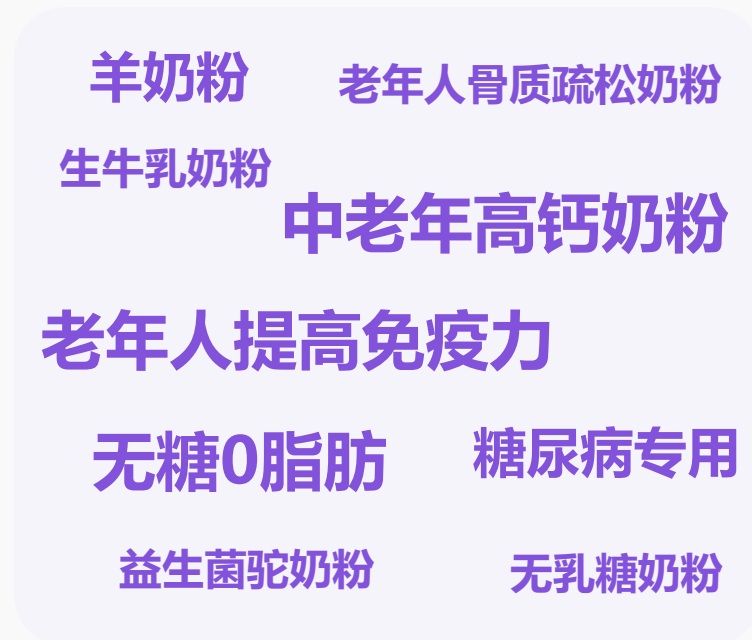 羊奶粉
老年人骨质疏松奶粉
生牛乳奶粉
中老年高钙奶粉
老年人提高免疫力
无糖0脂肪
糖尿病专用
益生菌驼奶粉
无乳糖奶粉